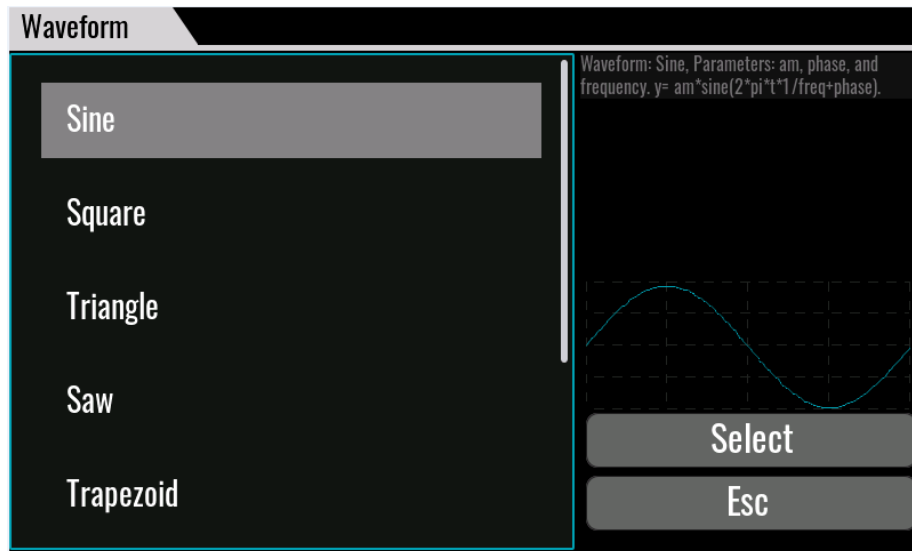 Waveform
Sine
Square
Triangle
Saw
Trapezoid
Waveform: Sine, Parameters: am, phase, and
frequency. y= am*sine(2*pi*t*1/freq+phase).
Select
Esc